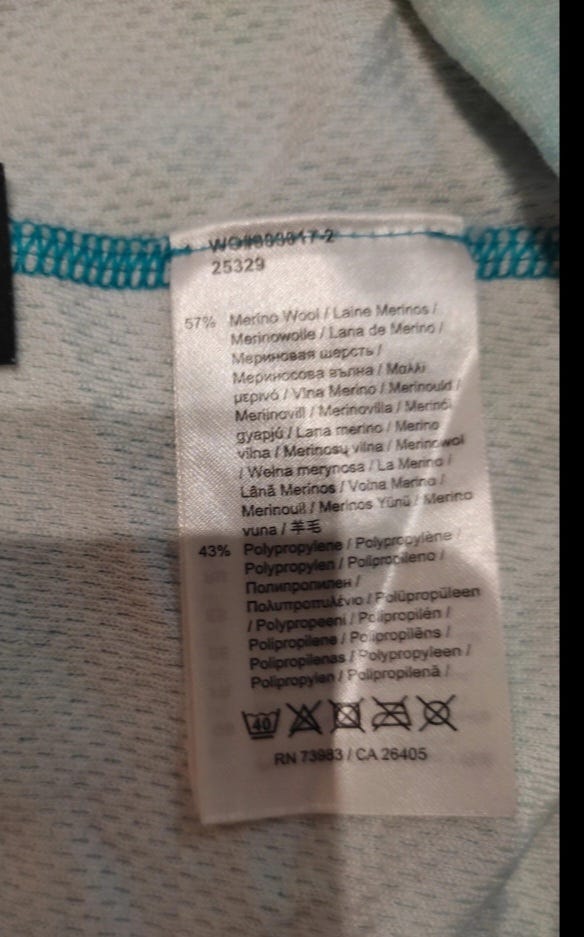 25329
57% Merino Wool / Laine Merinos /
Merinowolle / Lana de Merino /
Мериновая шерсть /
Мериносова вълна / Μαλλί
μερινό / Vlna Merino / Merinould /
Merinovill / Merinovilla / Merinó
gyapjú / Lana merino / Merino
vilna / Merinosų vilna / Merinowol
/ Wełna merynosa / Lã Merino /
Lână Merinos / Volna Merino /
Merinoull / Merinos Yünü / Merino
vuna / 羊毛
43% Polypropylene / Polypropylène /
Polypropylen / Polipropileno /
Полипропилен /
Πολυπροπυλένιο / Polüpropüleen
/ Polypropeeni / Polipropilén /
Polipropilene / Polipropilēns /
Polipropilenas / Polypropyleen /
Polipropylen / Polipropilenă /
40
RN 73983 / CA 26405